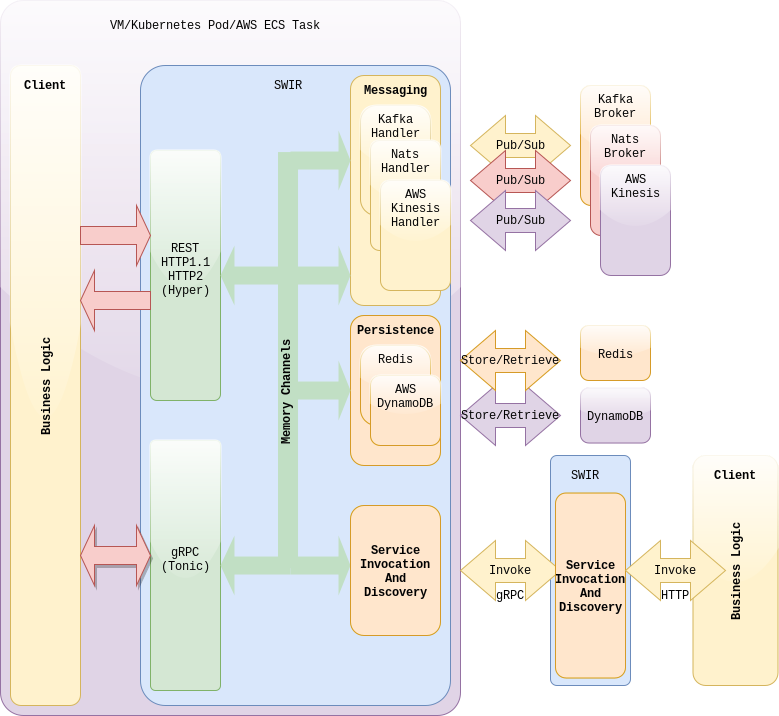 VM/Kubernetes Pod/AWS ECS Task
Client
Business Logic
SWIR
REST
HTTP1.1
HTTP2
(Hyper)
gRPC
(Tonic)
Memory Channels
Messaging
Kafka
Handler
Nats
Handler
AWS
Kinesis
Handler
Persistence
Redis
AWS
DynamoDB
Service
Invocation
And
Discovery
Pub/Sub
Pub/Sub
Pub/Sub
Kafka
Broker
Nats
Broker
AWS
Kinesis
Store/Retrieve
Redis
Store/Retrieve
DynamoDB
Invoke
gRPC
SWIR
Service
Invocation
And
Discovery
Invoke
HTTP
Client
Business Logic